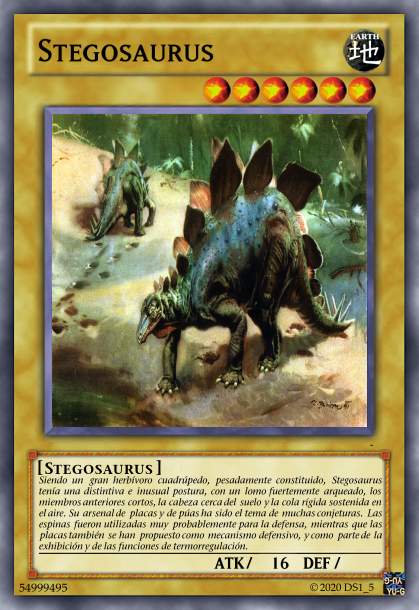 STEGOSAURUS
EARTH
地
-
[STEGOSAURUS]
Siendo un gran herbívoro cuadrúpedo, pesadamente constituido, Stegosaurus
tenía una distintiva e inusual postura, con un lomo fuertemente arqueado, los
miembros anteriores cortos, la cabeza cerca del suelo y la cola rígida sostenida en
el aire. Su arsenal de placas y de púas ha sido el tema de muchas conjeturas. Las
espinas fueron utilizadas muy probablemente para la defensa, mientras que las
placas también se han propuesto como mecanismo defensivo, y como parte de la
exhibición y de las funciones de termorregulación.
ATK/ 16 DEF/
54999495
©2020 DS1_5